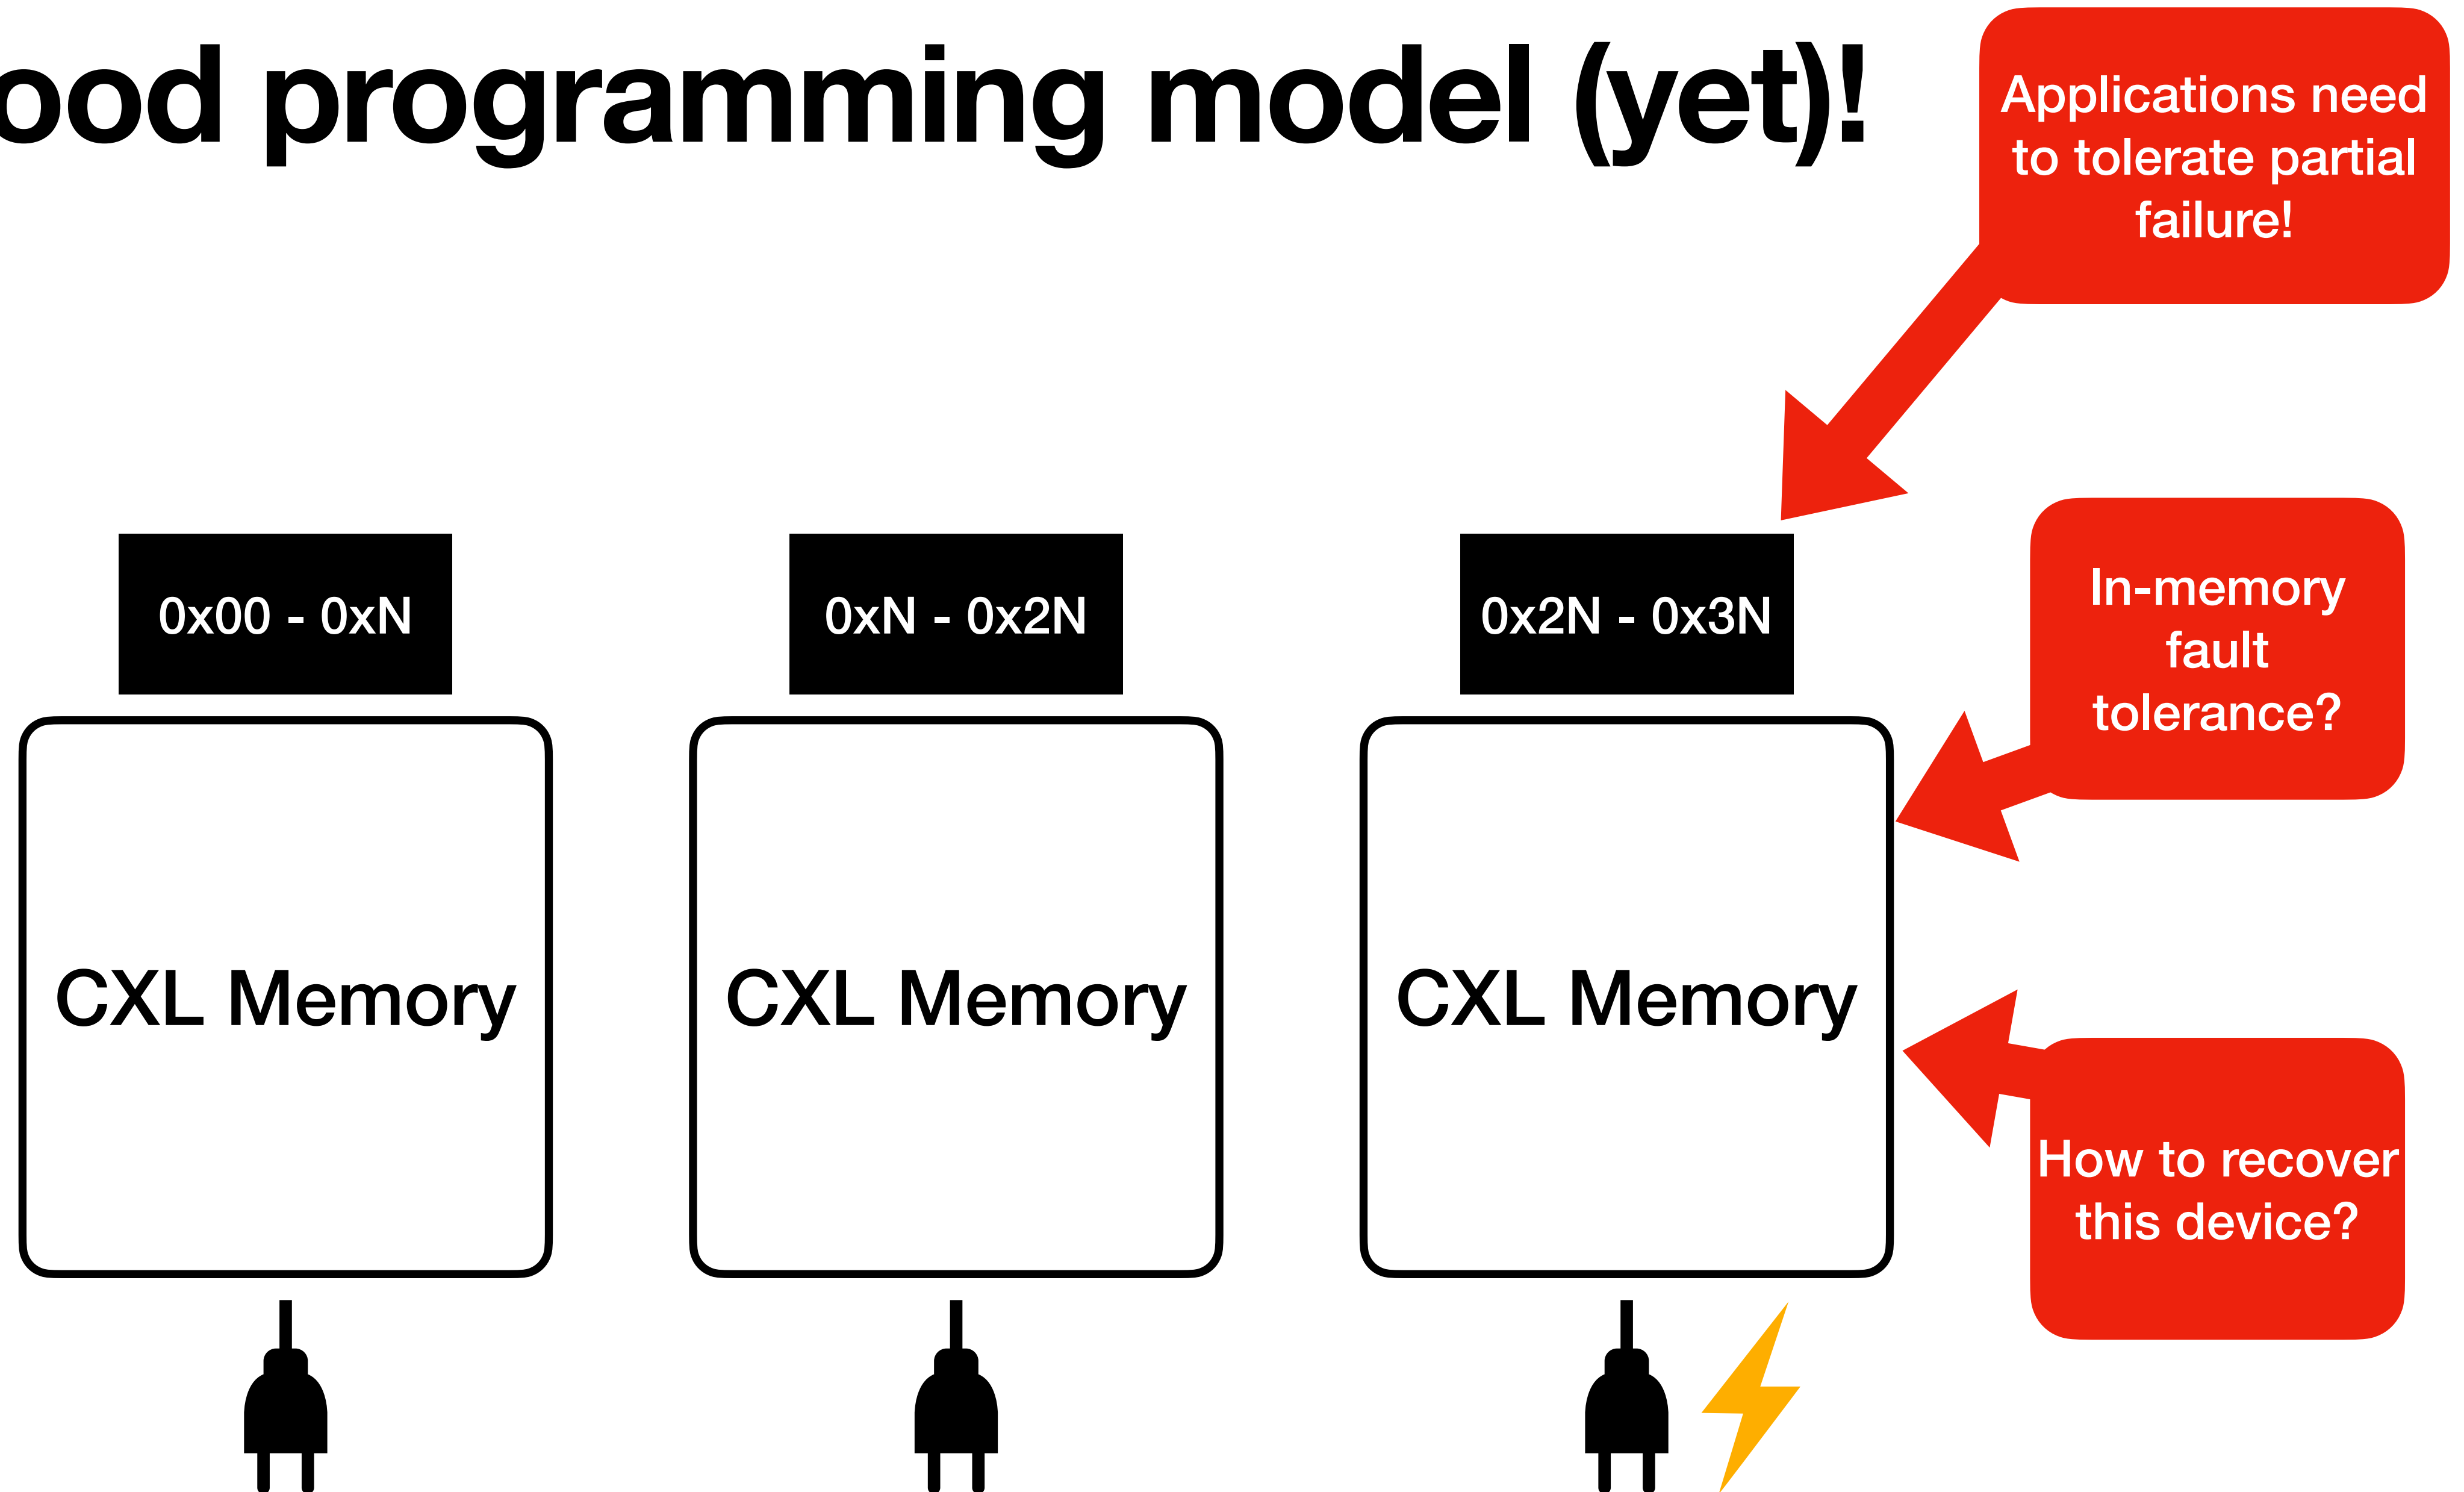 ood programming model (yet)!
Applications need
to tolerate partial
failure!
0x00 - 0xN
0xN - 0x2N
0x2N - 0x3N
In-memory
fault
tolerance?
CXL Memory
CXL Memory
CXL Memory
How to recover
this device?